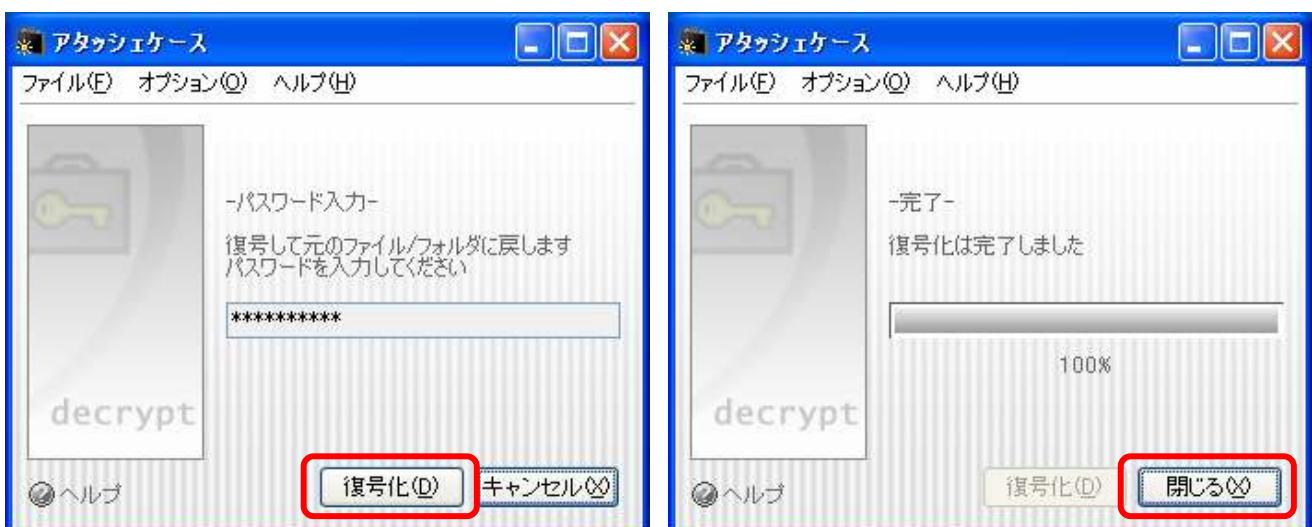 アタッシェケース
ファイル(F) オプション(O) ヘルプ(H)
-パスワード入力-
復号して元のファイル/フォルダに戻します
パスワードを入力してください
**********
decrypt
ヘルプ
復号化(D)
キャンセル(X)
アタッシェケース
ファイル(F) オプション(O) ヘルプ(H)
-完了-
復号化は完了しました
100%
decrypt
ヘルプ
復号化(D)
閉じる(X)